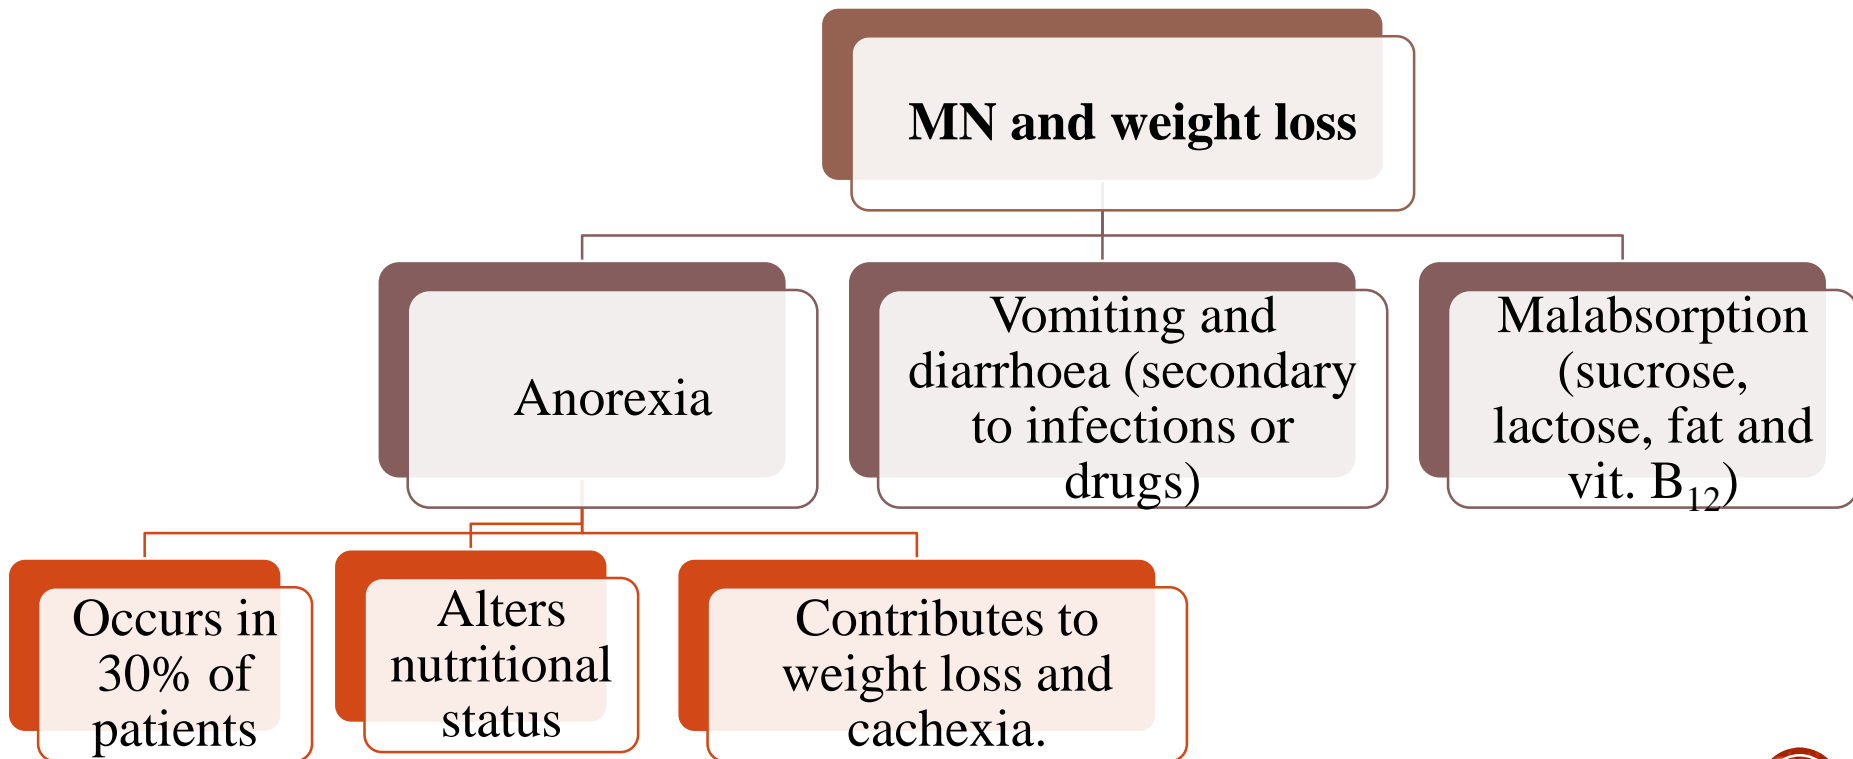 MN and weight loss
Anorexia
Vomiting and
diarrhoea (secondary
to infections or
drugs)
Malabsorption
(sucrose,
lactose, fat and
vit. B₁₂)
Occurs in
30% of
patients
Alters
nutritional
status
Contributes to
weight loss and
cachexia.